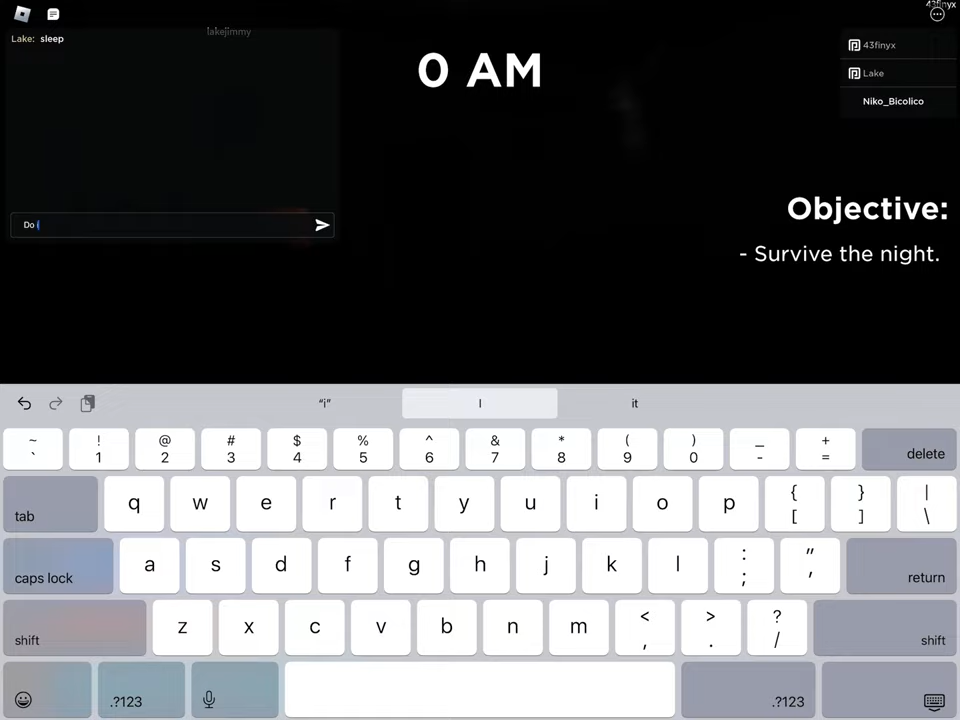 43finyx
lakejimmy
Lake: sleep
0 AM
43finyx
Lake
Niko_Bicolico
Do i
Objective:
- Survive the night.
“i” I it
~ ! @ # $ % ^ & * ( ) _ +
` 1 2 3 4 5 6 7 8 9 0 - = delete
tab q w e r t y u i o p { [ } ] | \
caps lock a s d f g h j k l : ; " ' return
shift z x c v b n m < , > . ? / shift
.?123 .?123